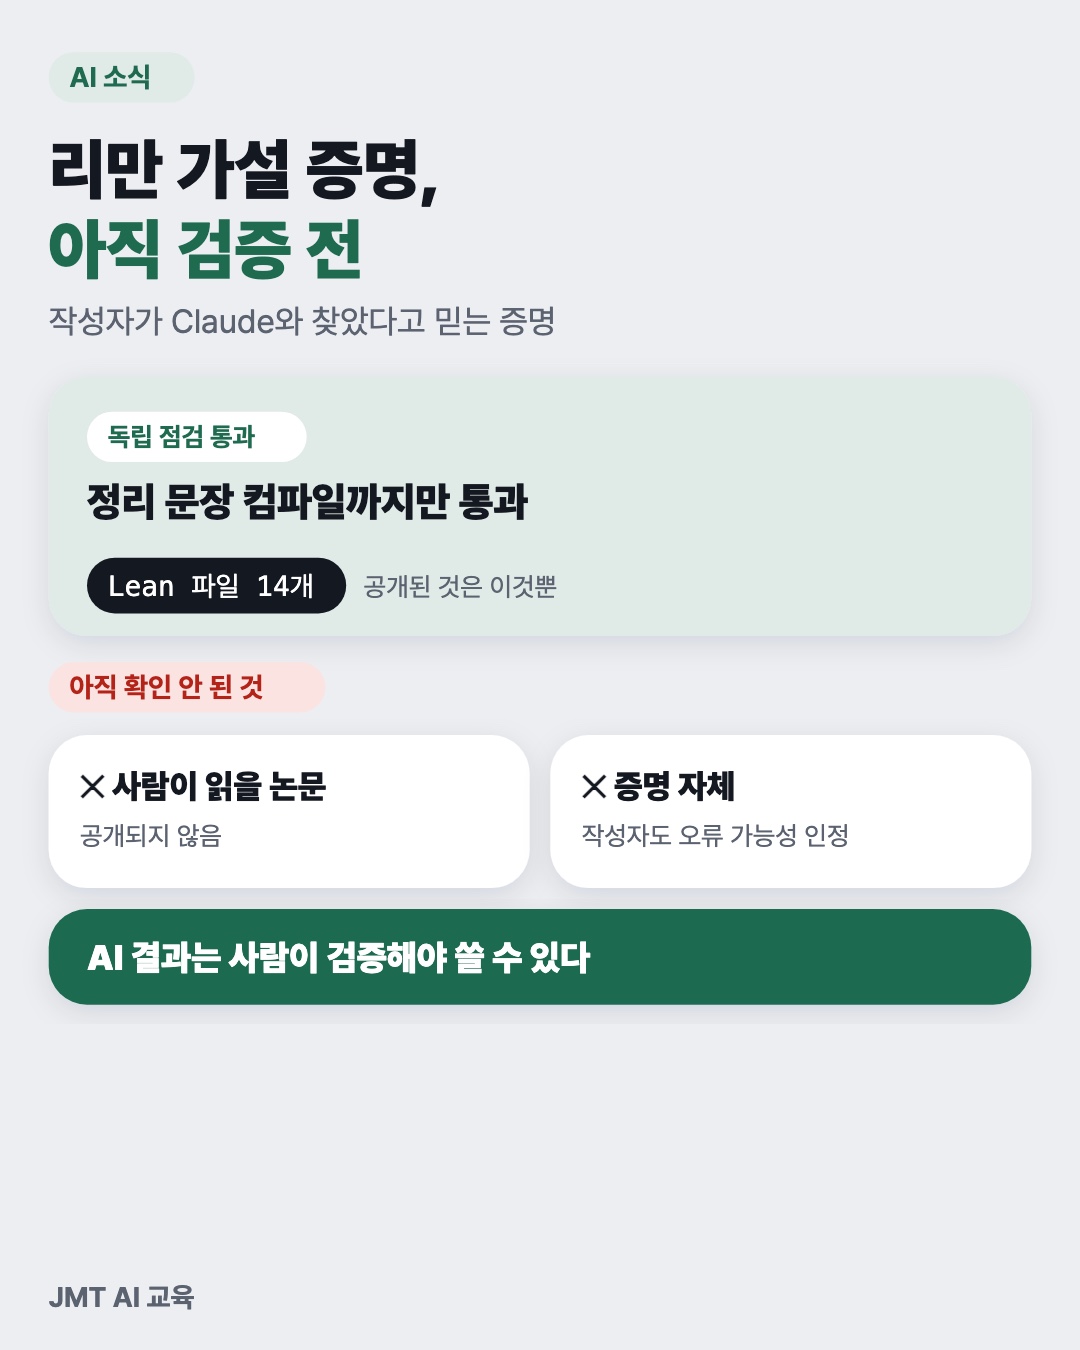 AI 소식
리만 가설 증명,
아직 검증 전
작성자가 Claude와 찾았다고 믿는 증명
독립 점검 통과
정리 문장 컴파일까지만 통과
Lean 파일 14개 공개된 것은 이것뿐
아직 확인 안 된 것
✕ 사람이 읽을 논문
공개되지 않음
✕ 증명 자체
작성자도 오류 가능성 인정
AI 결과는 사람이 검증해야 쓸 수 있다
JMT AI 교육